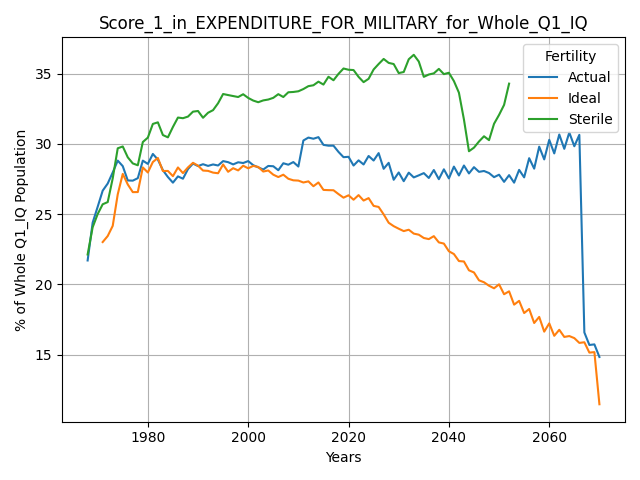 Score_1_in_EXPENDITURE_FOR_MILITARY_for_Whole_Q1_IQ
% of Whole Q1_IQ Population
35
30
25
20
15
Fertility
Actual
Ideal
Sterile
1980 2000 2020 2040 2060
Years